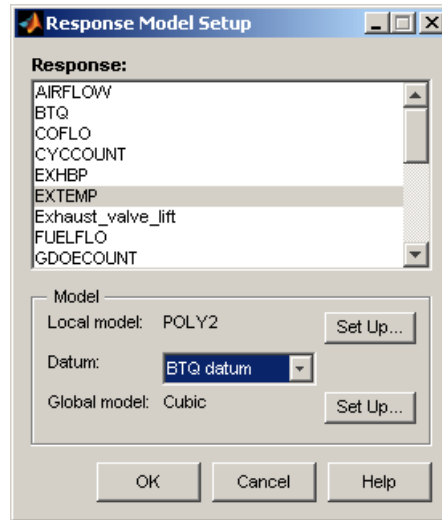 Response Model Setup
Response:
AIRFLOW
BTQ
COFLO
CYCCOUNT
EXHBP
EXTEMP
Exhaust_valve_lift
FUELFLO
GDOECOUNT
Model
Local model: POLY2 Set Up...
Datum: BTQ datum
Global model: Cubic Set Up...
OK Cancel Help